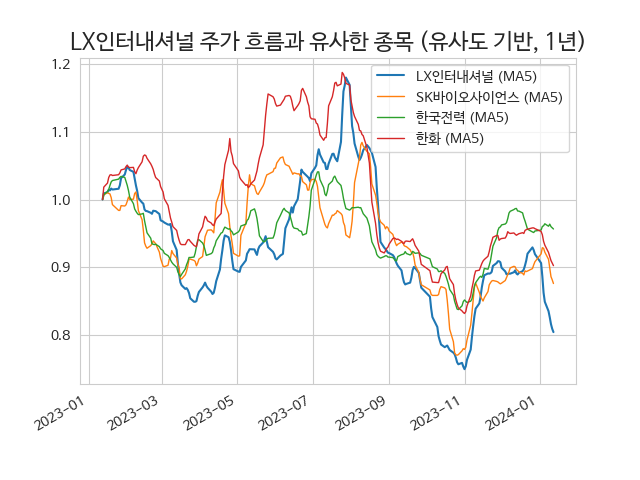 LX인터내셔널 주가 흐름과 유사한 종목 (유사도 기반, 1년)
LX인터내셔널 (MA5)
SK바이오사이언스 (MA5)
한국전력 (MA5)
한화 (MA5)
1.2
1.1
1.0
0.9
0.8
2023-01
2023-03
2023-05
2023-07
2023-09
2023-11
2024-01